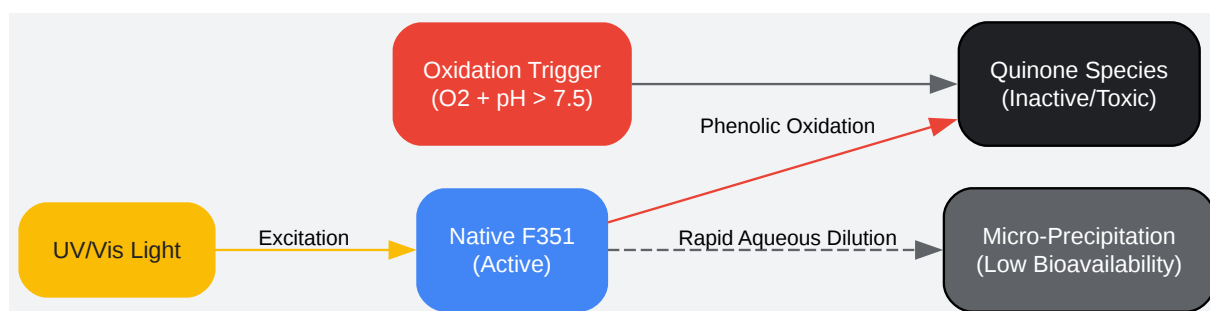 Oxidation Trigger
(O2 + pH > 7.5)
Quinone Species
(Inactive/Toxic)
Phenolic Oxidation
UV/Vis Light
Excitation
Native F351
(Active)
Rapid Aqueous Dilution
Micro-Precipitation
(Low Bioavailability)